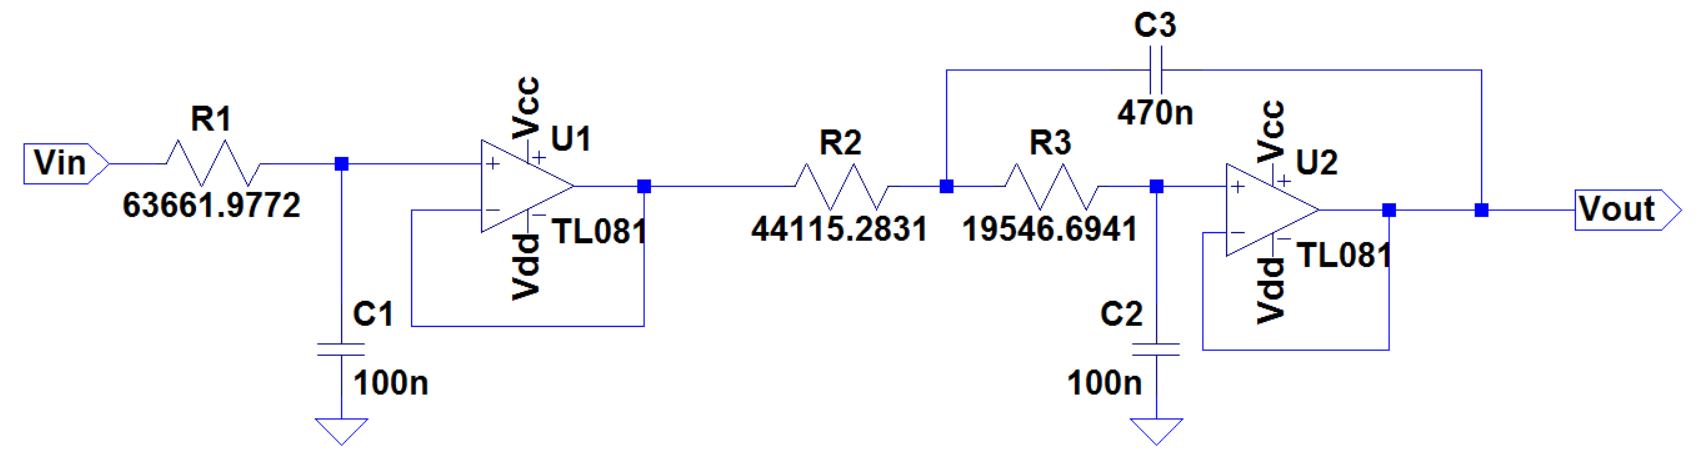 Vin
R1
63661.9772
C1
100n
+
−
Vcc
+
U1
−
Vdd
TL081
R2
44115.2831
R3
19546.6941
C3
470n
C2
100n
+
−
Vcc
+
U2
−
Vdd
TL081
Vout